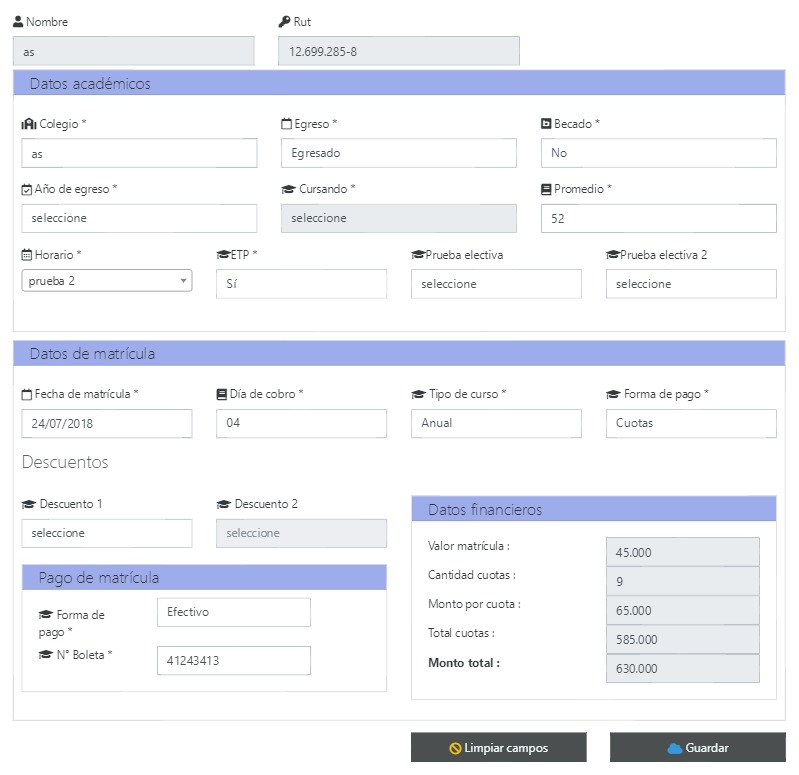 Nombre Rut
as 12.699.285-8
Datos académicos
Colegio * Egreso * Becado *
as Egresado No
Año de egreso * Cursando * Promedio *
seleccione seleccione 52
Horario * ETP * Prueba electiva Prueba electiva 2
prueba 2 Sí seleccione seleccione
Datos de matrícula
Fecha de matrícula * Día de cobro * Tipo de curso * Forma de pago *
24/07/2018 04 Anual Cuotas
Descuentos
Descuento 1 Descuento 2
seleccione seleccione
Pago de matrícula
Forma de
pago *
Efectivo
N° Boleta * 41243413
Datos financieros
Valor matrícula : 45.000
Cantidad cuotas : 9
Monto por cuota : 65.000
Total cuotas : 585.000
Monto total : 630.000
Limpiar campos Guardar